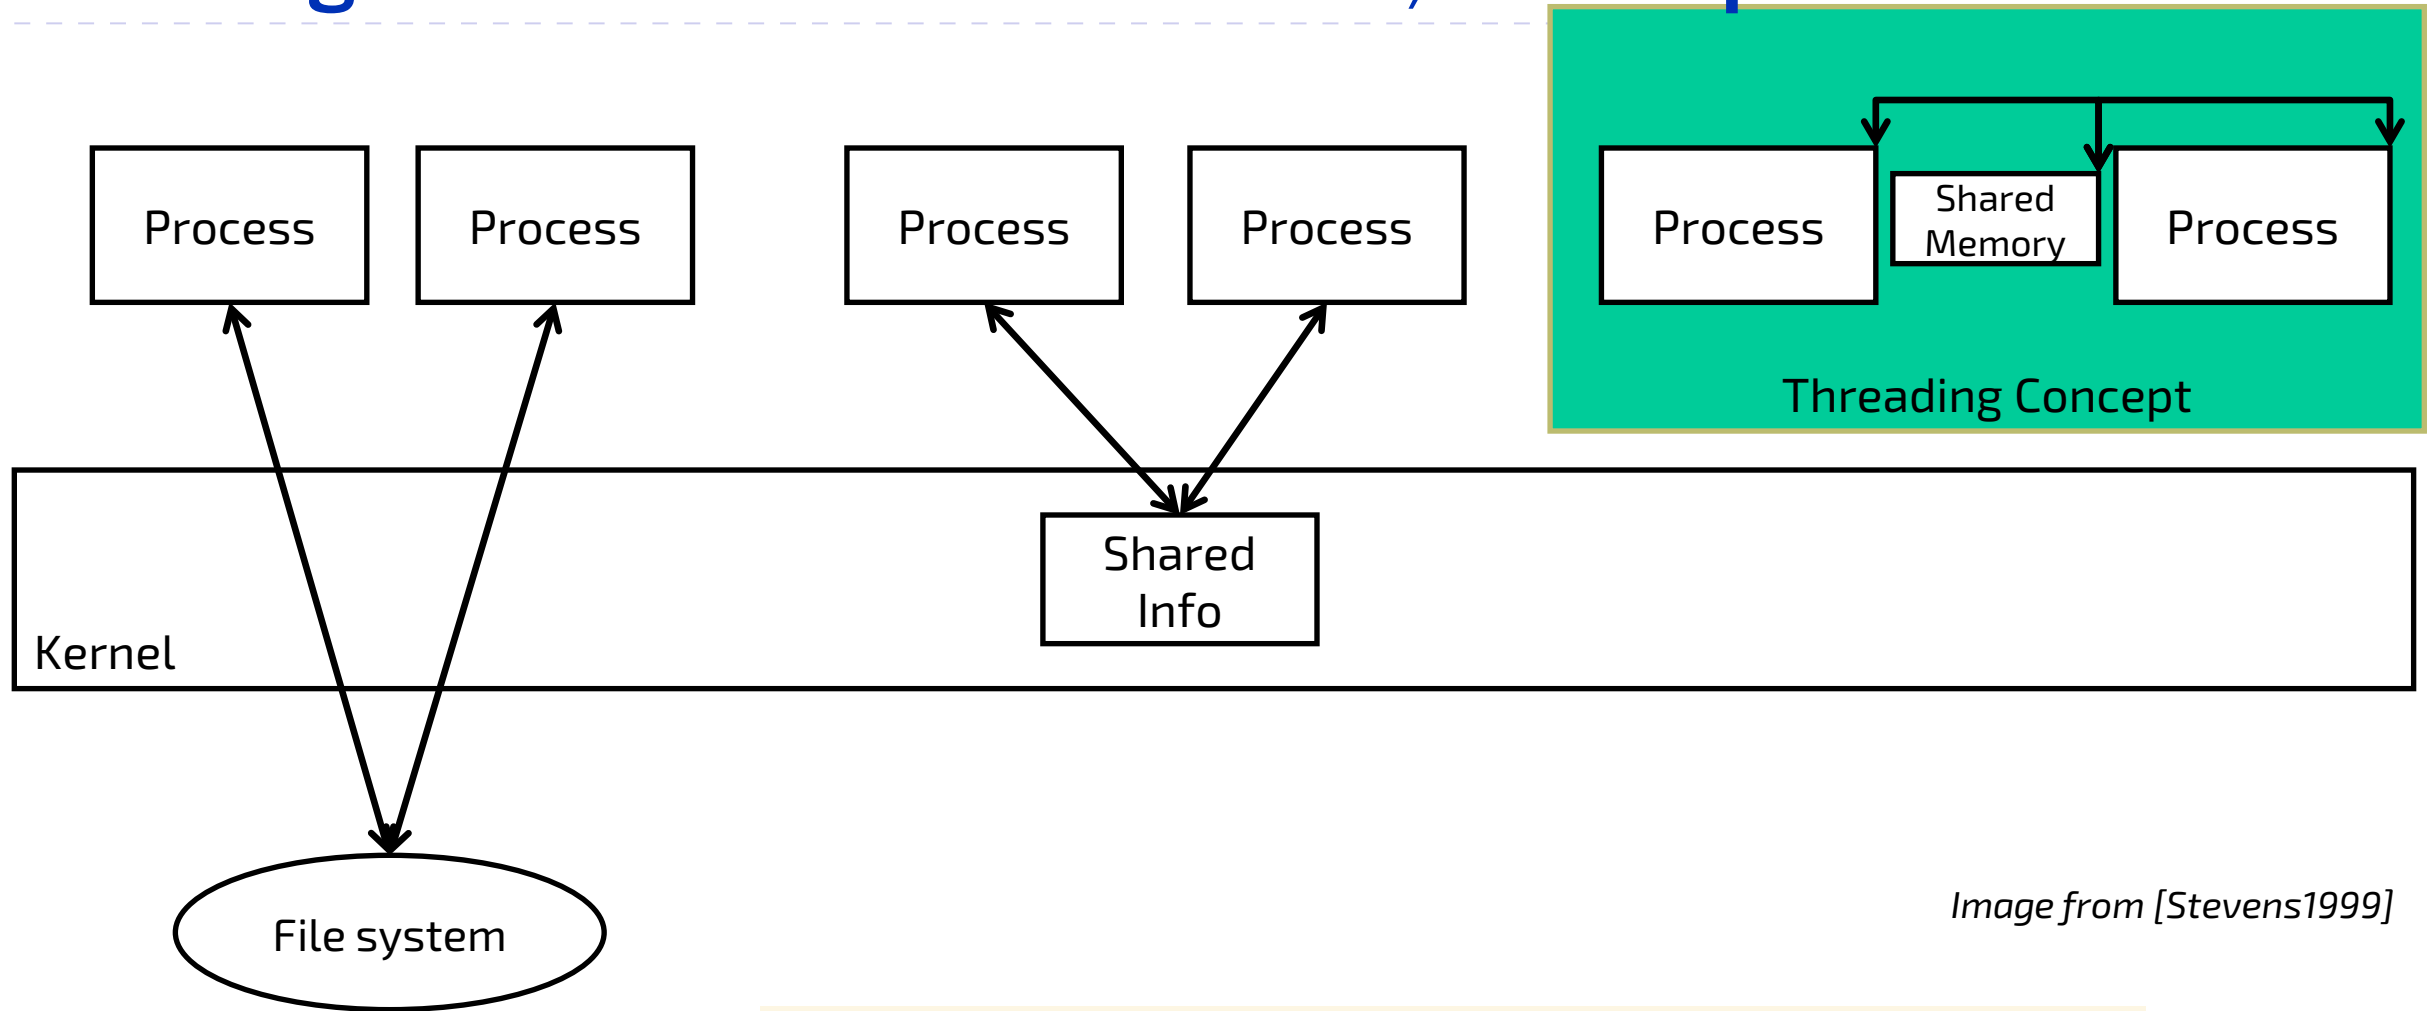 Process
Process
Process
Process
Process
Shared
Memory
Process
Threading Concept
Shared
Info
Kernel
File system
Image from [Stevens1999]